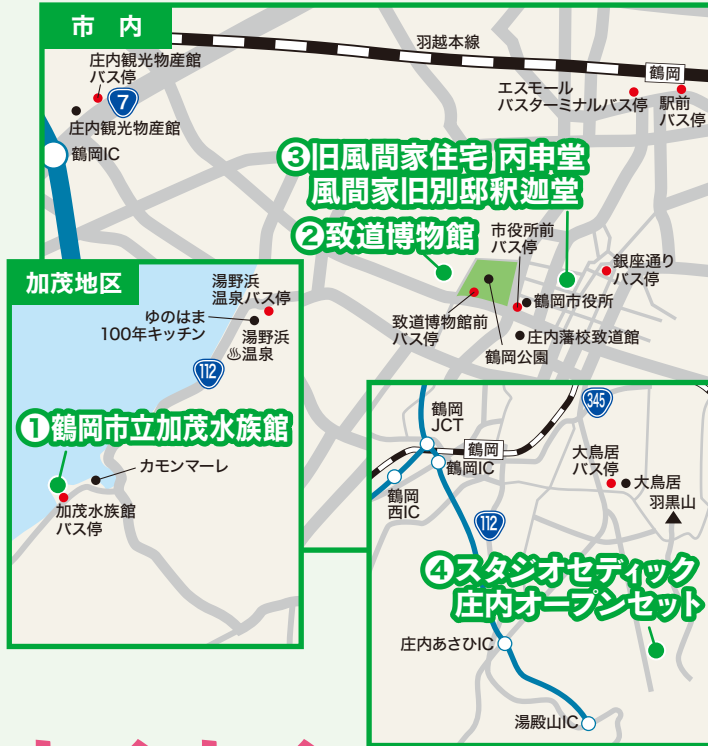 市 内
羽越本線
鶴岡
庄内観光物産館
バス停
7
庄内観光物産館
鶴岡IC
エスモール
バスターミナルバス停
駅前
バス停
③旧風間家住宅 丙申堂
風間家旧別邸釈迦堂
②致道博物館
市役所前
バス停
銀座通り
バス停
鶴岡市役所
致道博物館前
バス停
庄内藩校致道館
鶴岡公園
加茂地区
湯野浜
温泉バス停
ゆのはま
100年キッチン
湯野浜
♨温泉
112
①鶴岡市立加茂水族館
カモンマーレ
加茂水族館
バス停
345
鶴岡
JCT
鶴岡
鶴岡IC
鶴岡
西IC
大鳥居
バス停
大鳥居
羽黒山
112
④スタジオセディック
庄内オープンセット
庄内あさひIC
湯殿山IC